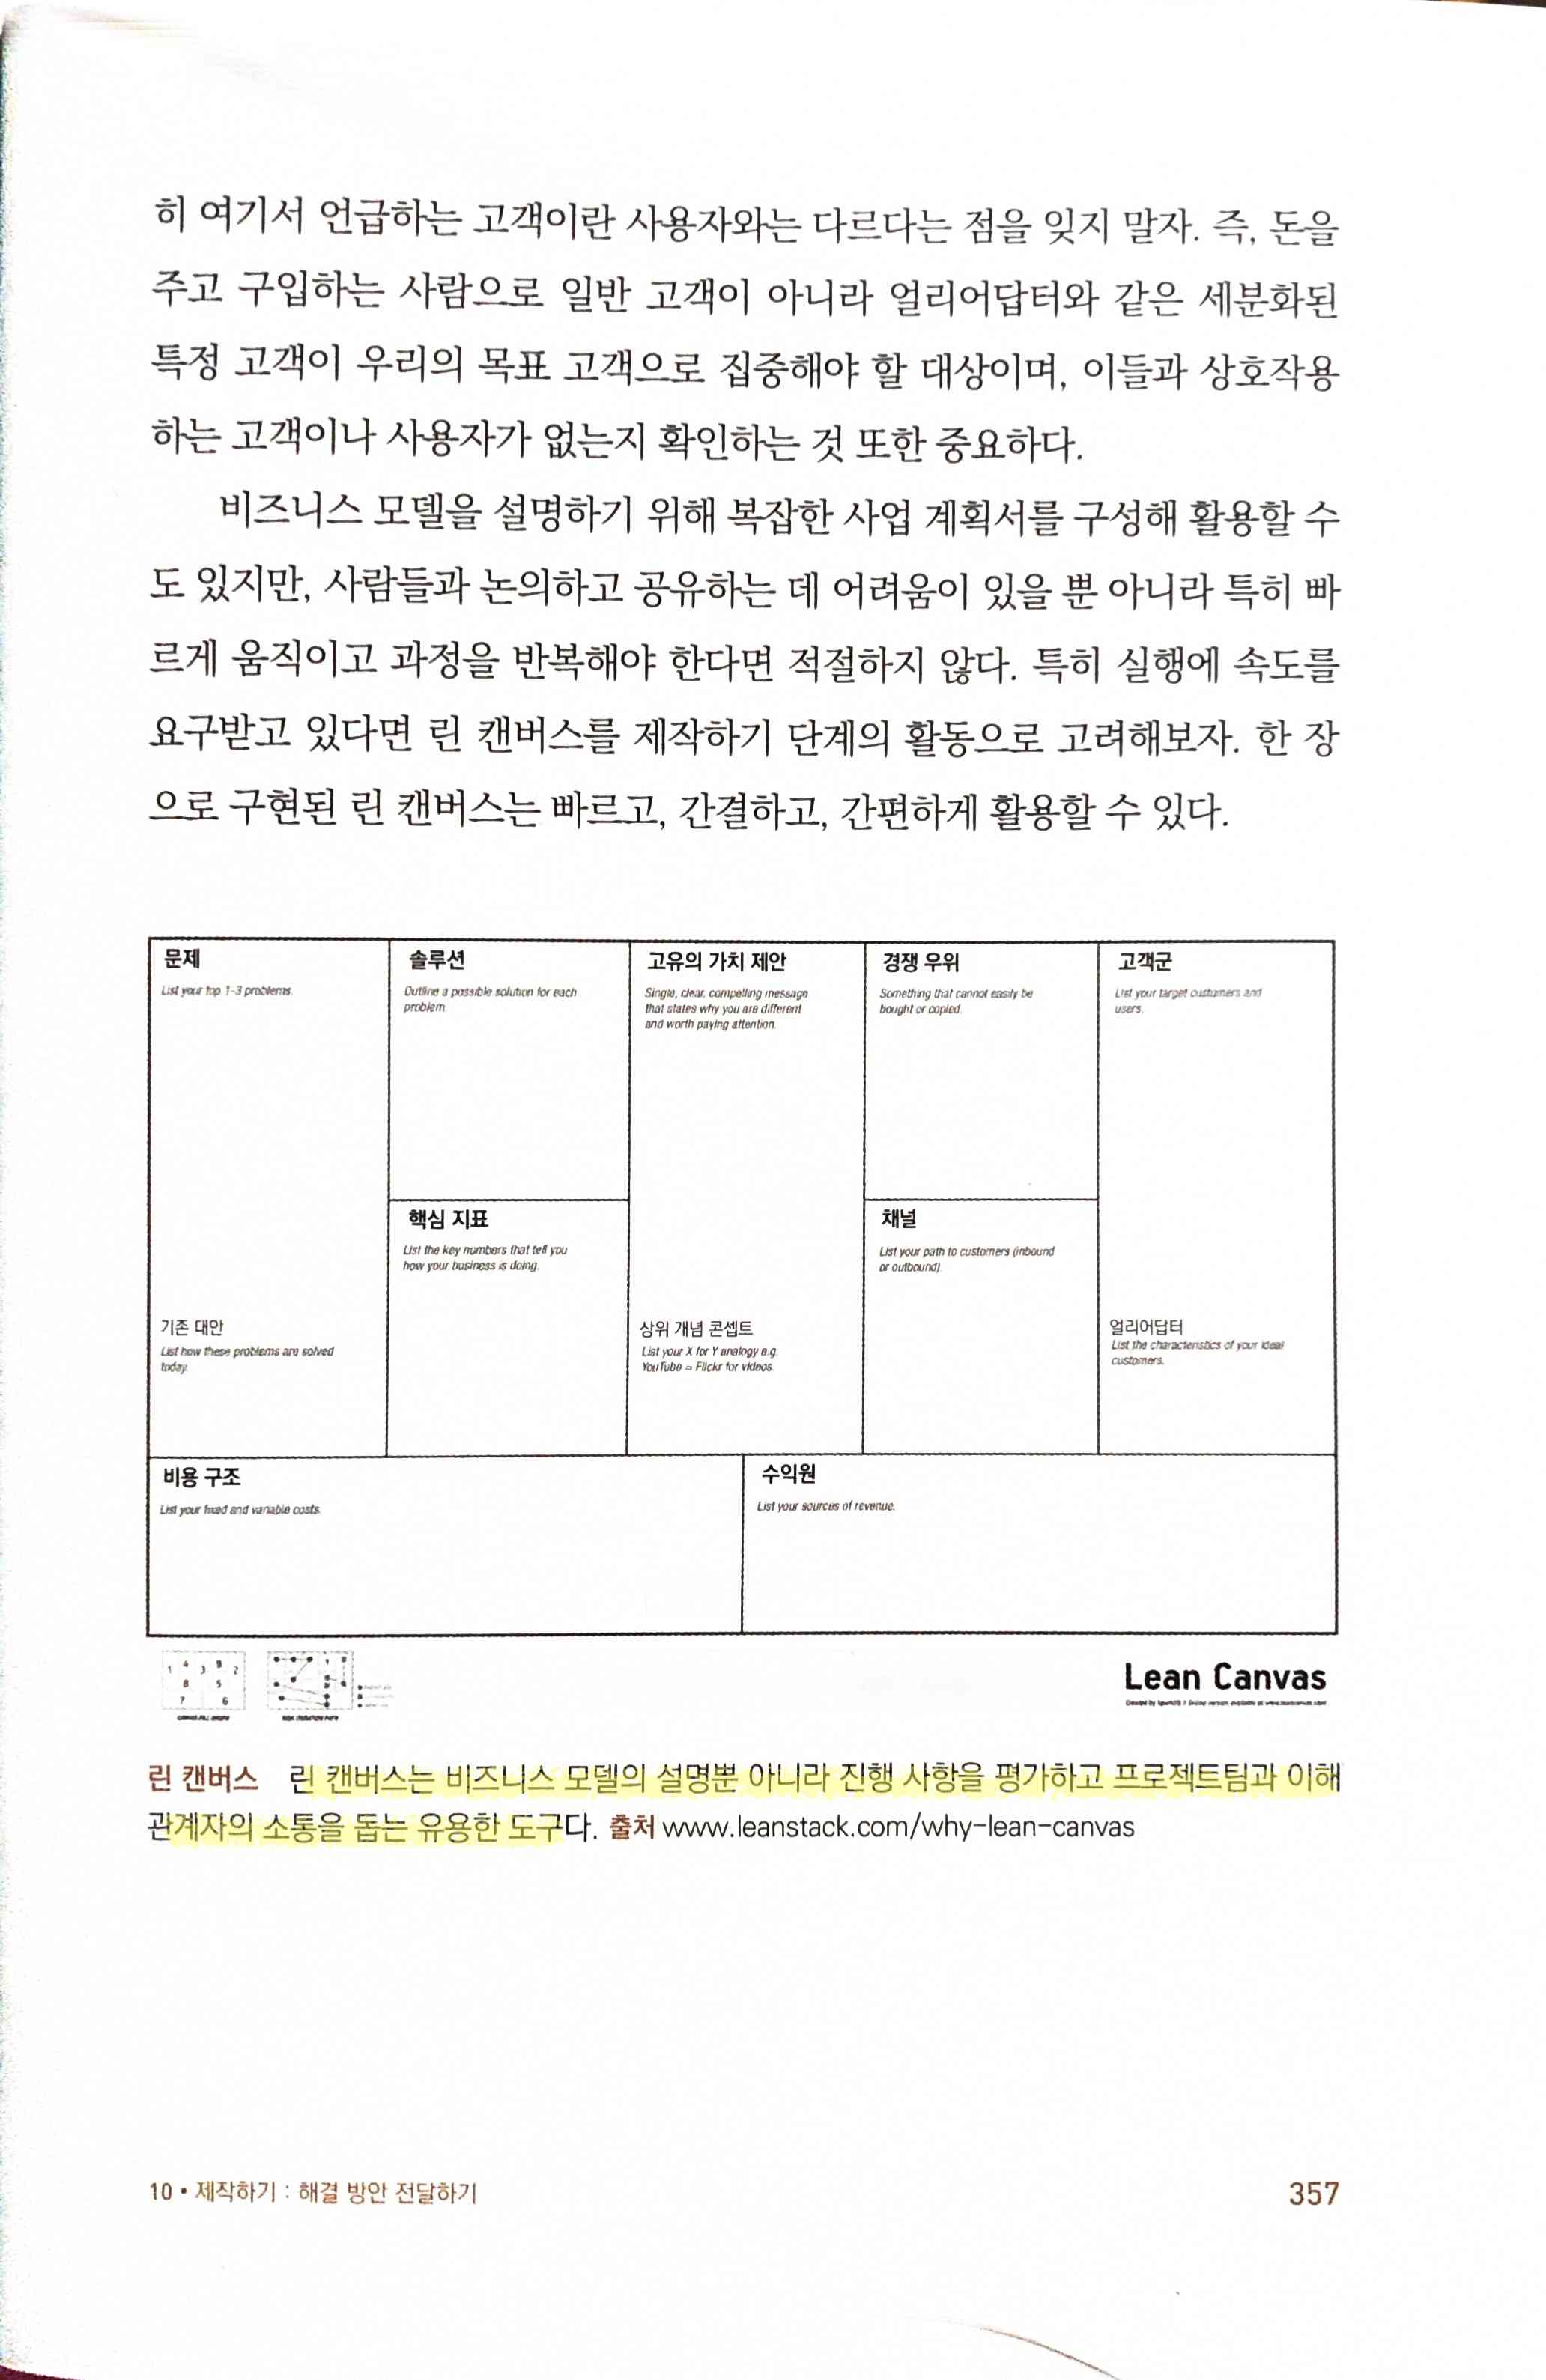 히 여기서 언급하는 고객이란 사용자와는 다르다는 점을 잊지 말자. 즉, 돈을
주고 구입하는 사람으로 일반 고객이 아니라 얼리어답터와 같은 세분화된
특정 고객이 우리의 목표 고객으로 집중해야 할 대상이며, 이들과 상호작용
하는 고객이나 사용자가 없는지 확인하는 것 또한 중요하다.
비즈니스 모델을 설명하기 위해 복잡한 사업 계획서를 구성해 활용할 수
도 있지만, 사람들과 논의하고 공유하는 데 어려움이 있을 뿐 아니라 특히 빠
르게 움직이고 과정을 반복해야 한다면 적절하지 않다. 특히 실행에 속도를
요구받고 있다면 린 캔버스를 제작하기 단계의 활동으로 고려해보자. 한 장
으로 구현된 린 캔버스는 빠르고, 간결하고, 간편하게 활용할 수 있다.
문제
List your top 1-3 problems.
기존 대안
List how these problems are solved
today.
솔루션
Outline a possible solution for each
problem.
핵심 지표
List the key numbers that tell you
how your business is doing.
고유의 가치 제안
Single, clear, compelling message
that states why you are different
and worth paying attention.
상위 개념 콘셉트
List your X for Y analogy e.g.
YouTube = Flickr for videos.
경쟁 우위
Something that cannot easily be
bought or copied.
채널
List your path to customers (inbound
or outbound).
고객군
List your target customers and
users.
얼리어답터
List the characteristics of your ideal
customers.
비용 구조
List your fixed and variable costs.
수익원
List your sources of revenue.
1 4 3 9 2
8 5
7 6
Lean Canvas
린 캔버스 린 캔버스는 비즈니스 모델의 설명뿐 아니라 진행 사항을 평가하고 프로젝트팀과 이해
관계자의 소통을 돕는 유용한 도구다. 출처 www.leanstack.com/why-lean-canvas
10 • 제작하기 : 해결 방안 전달하기
357